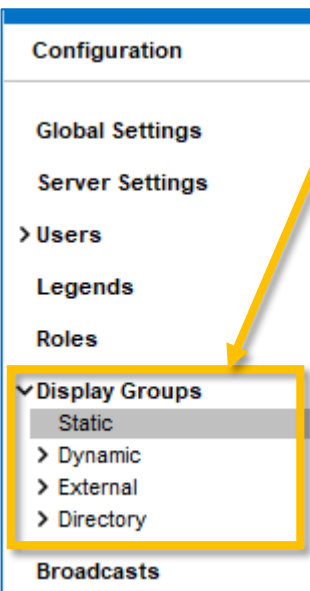 Configuration
Global Settings
Server Settings
Users
Legends
Roles
Display Groups
Static
Dynamic
External
Directory
Broadcasts